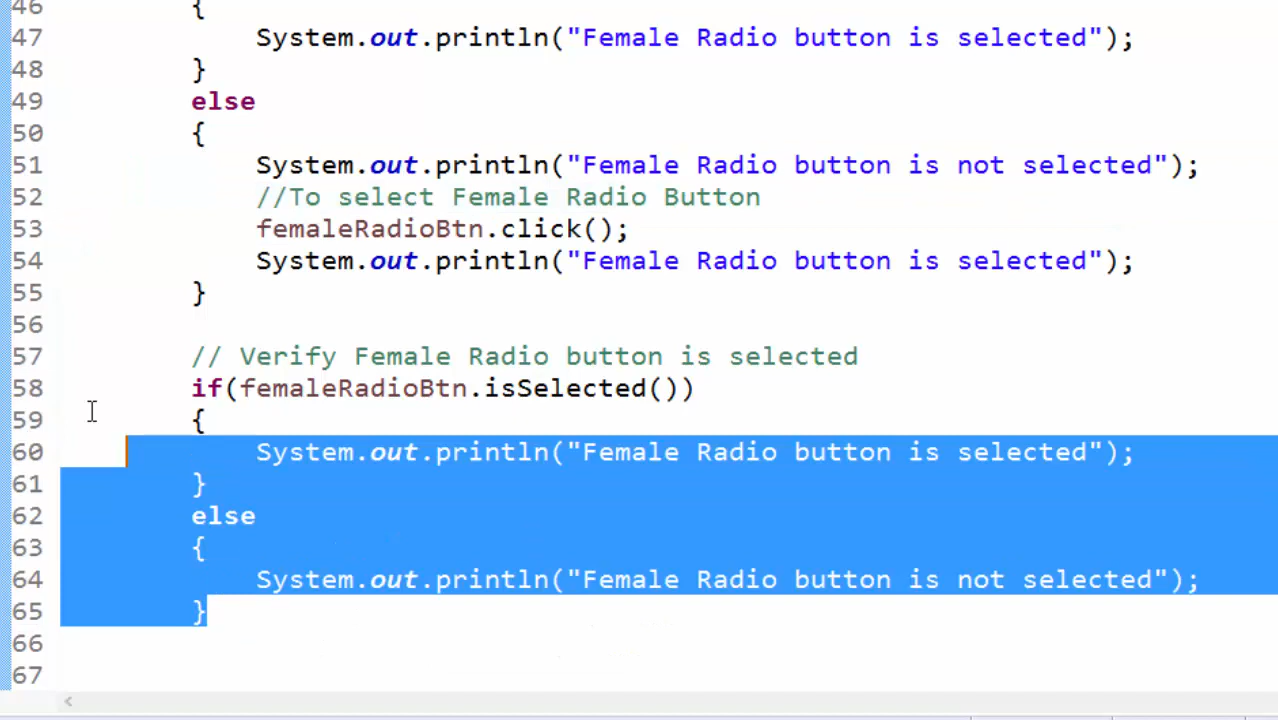 46 {
47 System.out.println("Female Radio button is selected");
48 }
49 else
50 {
51 System.out.println("Female Radio button is not selected");
52 //To select Female Radio Button
53 femaleRadioBtn.click();
54 System.out.println("Female Radio button is selected");
55 }
56
57 // Verify Female Radio button is selected
58 if(femaleRadioBtn.isSelected())
59 {
60 System.out.println("Female Radio button is selected");
61 }
62 else
63 {
64 System.out.println("Female Radio button is not selected");
65 }
66
67